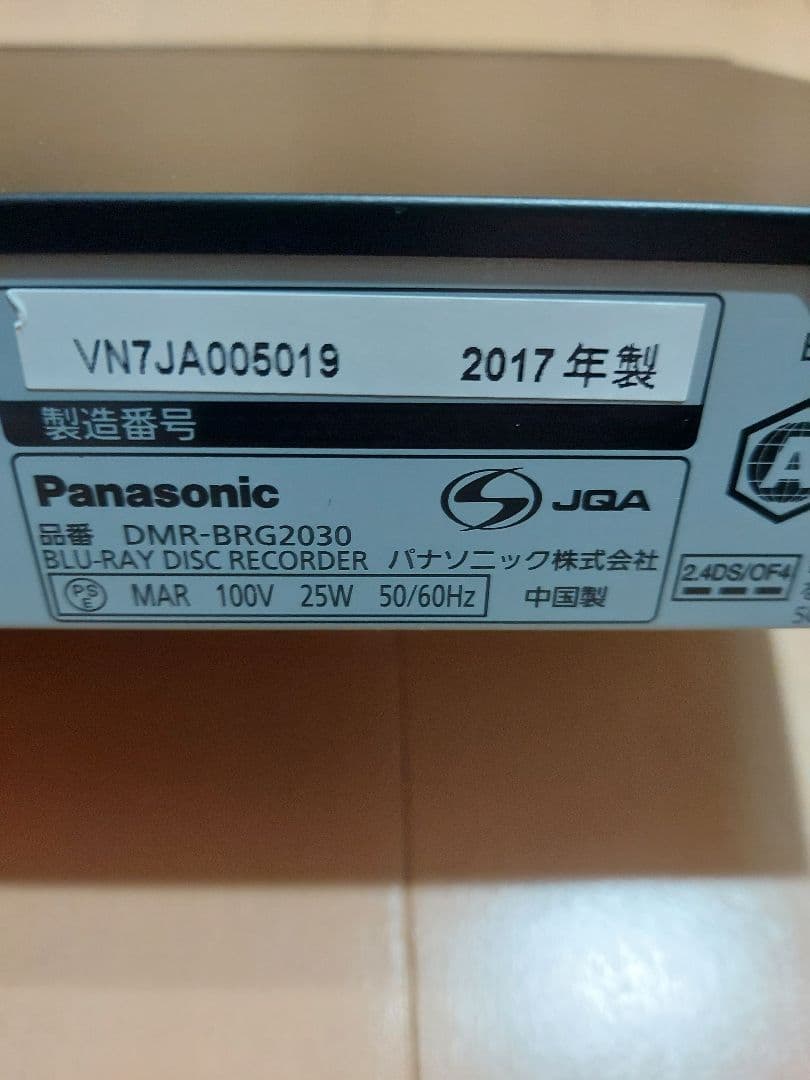 VN7JA005019 2017年製
製造番号
Panasonic JQA
品番 DMR-BRG2030
BLU-RAY DISC RECORDER パナソニック株式会社
PSE MAR 100V 25W 50/60Hz 中国製
2.4DS/OF4